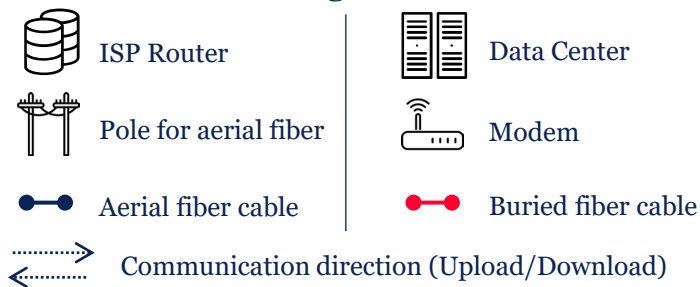 ISP Router
Data Center
Pole for aerial fiber
Modem
Aerial fiber cable
Buried fiber cable
Communication direction (Upload/Download)